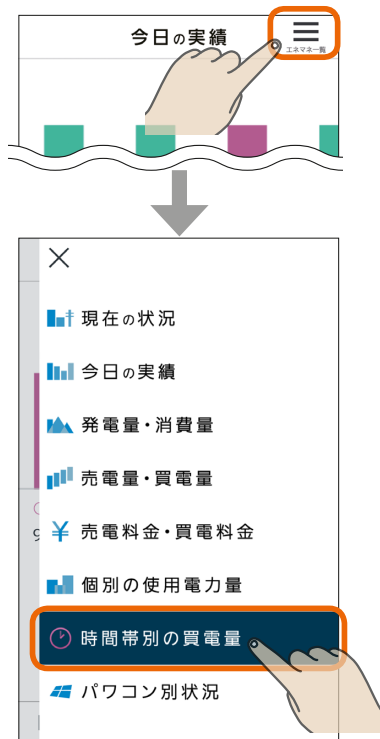 今日の実績
エネマネ一覧
現在の状況
今日の実績
発電量・消費量
売電量・買電量
売電料金・買電料金
個別の使用電力量
時間帯別の買電量
パワコン別状況